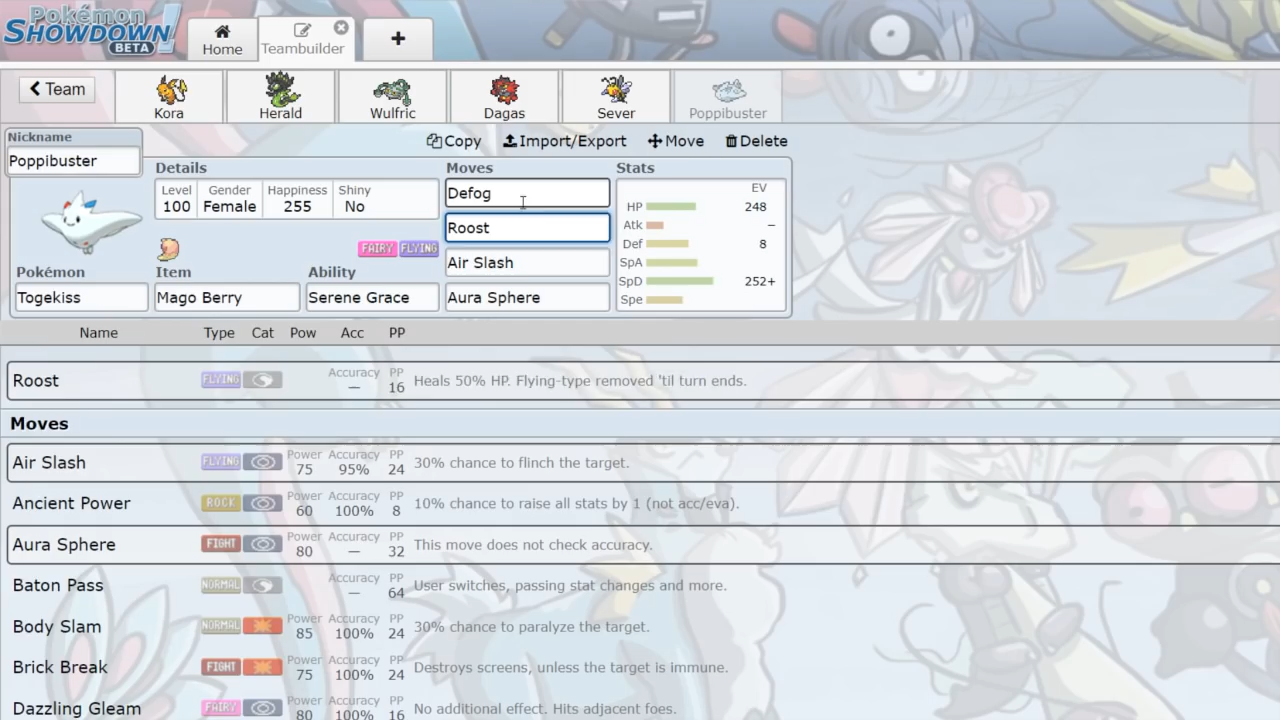 Pokémon
SHOWDOWN!
BETA
Home
Teambuilder
+
Team
Kora
Herald
Wulfric
Dagas
Sever
Poppibuster
Nickname
Poppibuster
Copy
Import/Export
Move
Delete
Details
Moves
Stats
Level
100
Gender
Female
Happiness
255
Shiny
No
FAIRY FLYING
Pokémon
Togekiss
Item
Mago Berry
Ability
Serene Grace
Defog
Roost
Air Slash
Aura Sphere
EV
HP 248
Atk –
Def 8
SpA
SpD 252+
Spe
Name Type Cat Pow Acc PP
Roost FLYING Accuracy — PP 16 Heals 50% HP. Flying-type removed 'til turn ends.
Moves
Air Slash FLYING Power 75 Accuracy 95% PP 24 30% chance to flinch the target.
Ancient Power ROCK Power 60 Accuracy 100% PP 8 10% chance to raise all stats by 1 (not acc/eva).
Aura Sphere FIGHT Power 80 Accuracy — PP 32 This move does not check accuracy.
Baton Pass NORMAL Accuracy — PP 64 User switches, passing stat changes and more.
Body Slam NORMAL Power 85 Accuracy 100% PP 24 30% chance to paralyze the target.
Brick Break FIGHT Power 75 Accuracy 100% PP 24 Destroys screens, unless the target is immune.
Dazzling Gleam FAIRY Power 80 Accuracy 100% PP 16 No additional effect. Hits adjacent foes.